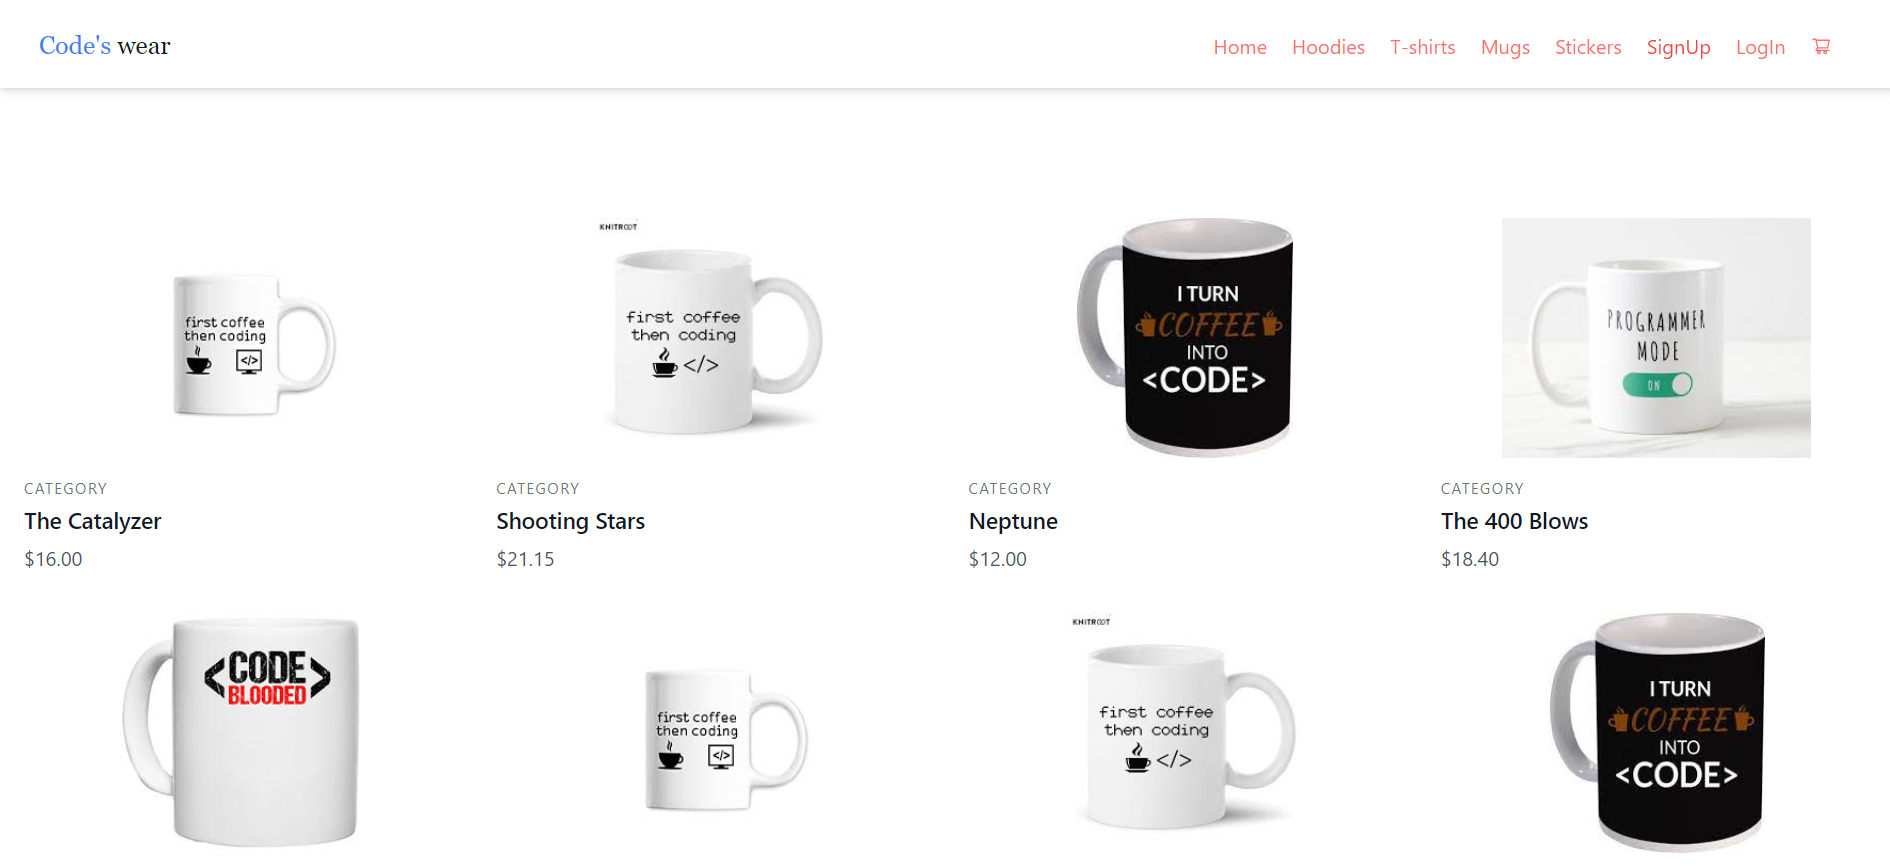 Code's wear
Home Hoodies T-shirts Mugs Stickers SignUp LogIn
first coffee
then coding
</>
KNITROOT
first coffee
then coding
</>
I TURN
COFFEE
INTO
<CODE>
PROGRAMMER
MODE
ON
CATEGORY
The Catalyzer
$16.00
CATEGORY
Shooting Stars
$21.15
CATEGORY
Neptune
$12.00
CATEGORY
The 400 Blows
$18.40
<CODE>
BLOODED
first coffee
then coding
</>
KNITROOT
first coffee
then coding
</>
I TURN
COFFEE
INTO
<CODE>